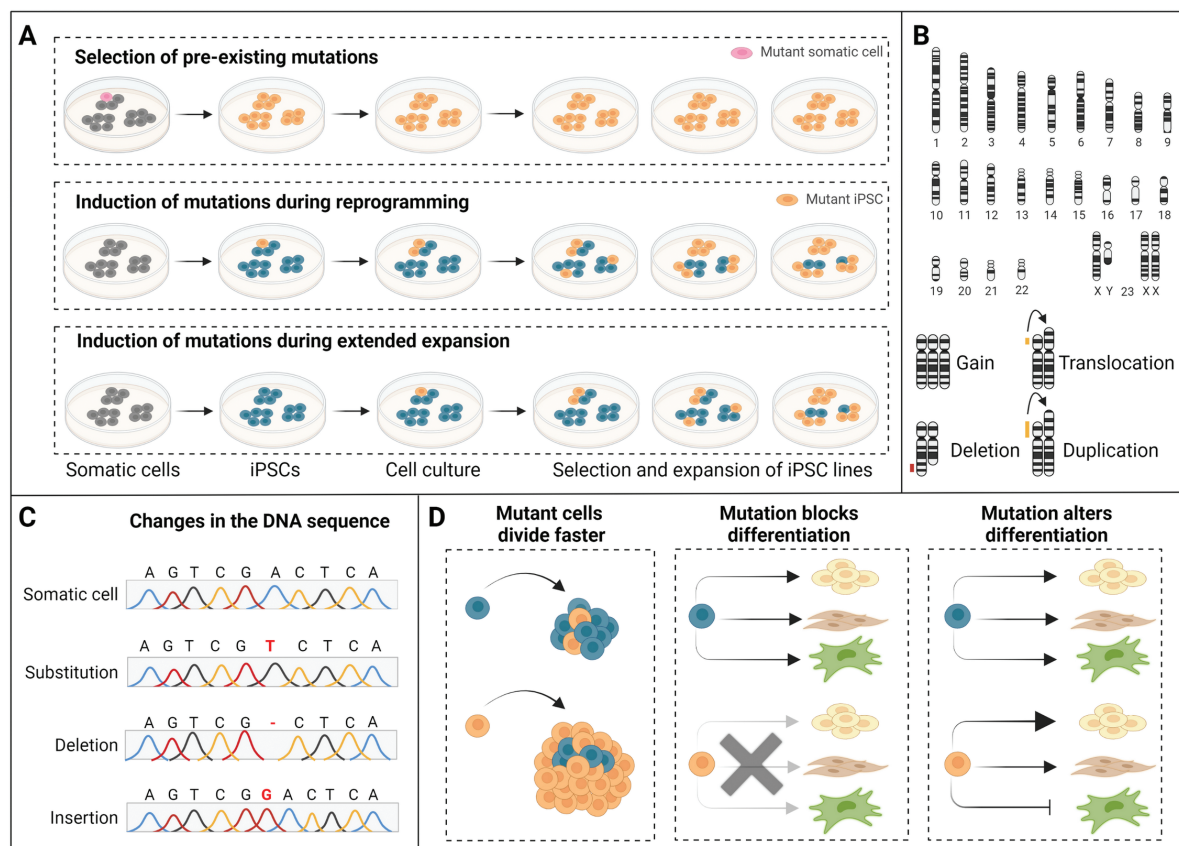 A
Selection of pre-existing mutations
Mutant somatic cell
Induction of mutations during reprogramming
Mutant iPSC
Induction of mutations during extended expansion
Somatic cells
iPSCs
Cell culture
Selection and expansion of iPSC lines
B
1 2 3 4 5 6 7 8 9
10 11 12 13 14 15 16 17 18
19 20 21 22 X Y 23 X X
Gain
Translocation
Deletion
Duplication
C
Changes in the DNA sequence
A G T C G A C T C A
Somatic cell
A G T C G T C T C A
Substitution
A G T C G - C T C A
Deletion
A G T C G G A C T C A
Insertion
D
Mutant cells
divide faster
Mutation blocks
differentiation
Mutation alters
differentiation